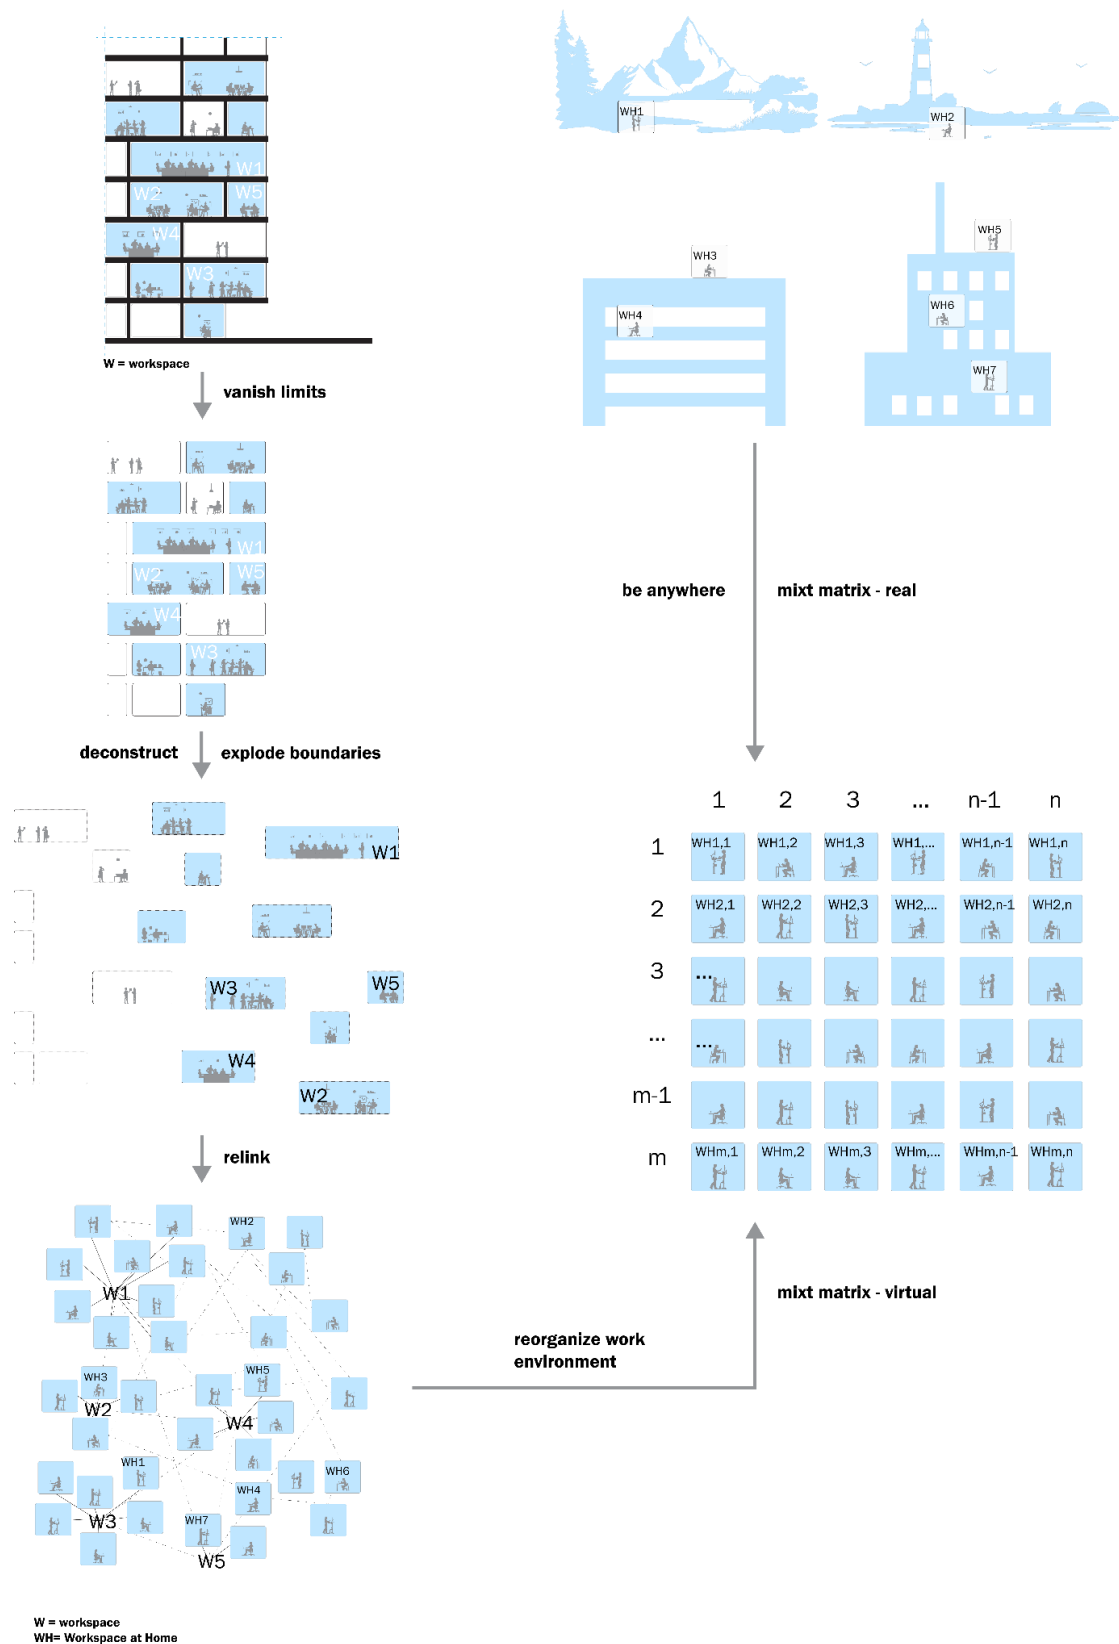 W1
W2
W5
W4
W3
W = workspace
vanish limits
W1
W2
W5
W4
W3
deconstruct
explode boundaries
W1
W3
W5
W4
W2
relink
WH2
W1
WH3
WH5
W2
W4
WH1
WH6
WH4
W3
WH7
W5
W = workspace
WH= Workspace at Home
reorganize work
environment
WH1
WH2
WH5
WH3
WH6
WH4
WH7
be anywhere
mixt matrix - real
1 2 3 ... n-1 n
1 WH1,1 WH1,2 WH1,3 WH1,... WH1,n-1 WH1,n
2 WH2,1 WH2,2 WH2,3 WH2,... WH2,n-1 WH2,n
3 ...
... ...
m-1
m WHm,1 WHm,2 WHm,3 WHm,... WHm,n-1 WHm,n
mixt matrix - virtual